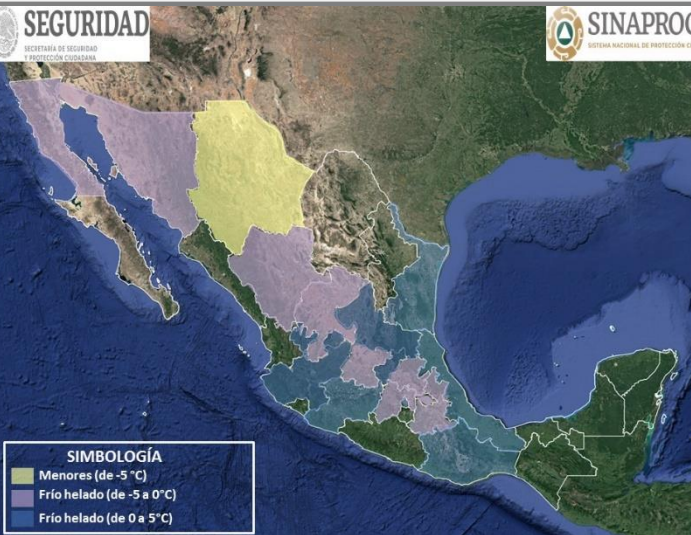 SEGURIDAD
SECRETARÍA DE SEGURIDAD
Y PROTECCIÓN CIUDADANA
SINAPROC
SISTEMA NACIONAL DE PROTECCIÓN CI
SIMBOLOGÍA
Menores (de -5 °C)
Frío helado (de -5 a 0°C)
Frío helado (de 0 a 5°C)